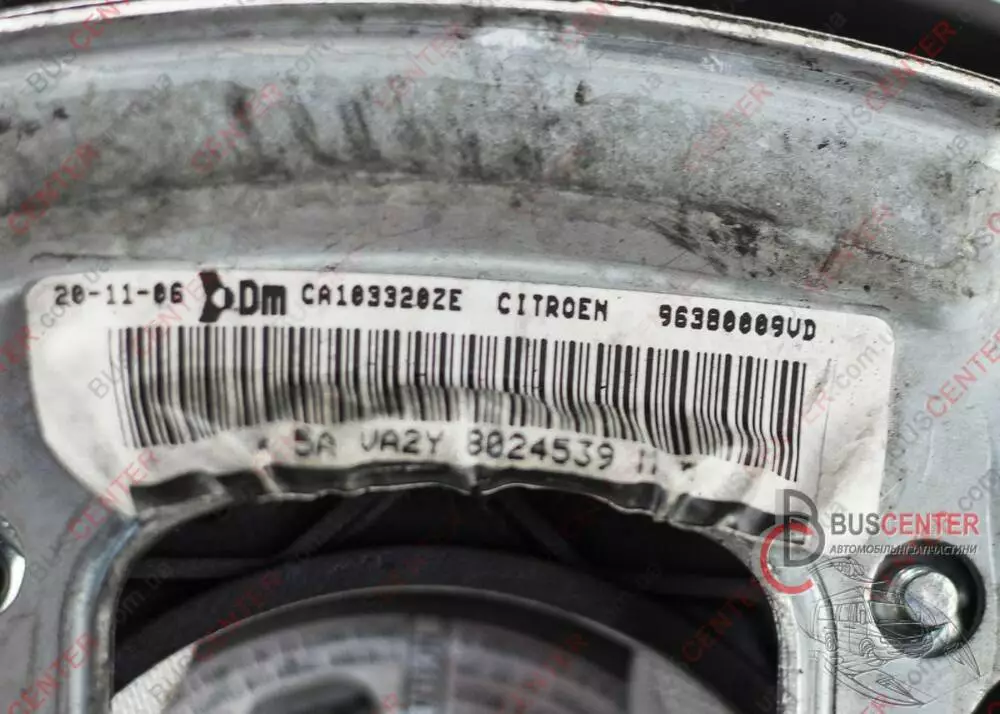 20-11-06 Dm CA103320ZE CITROEN 96380009VD
* 5A VA2Y 8024539
BUSCENTER
АВТОМОБІЛЬНІ ЗАПЧАСТИНИ